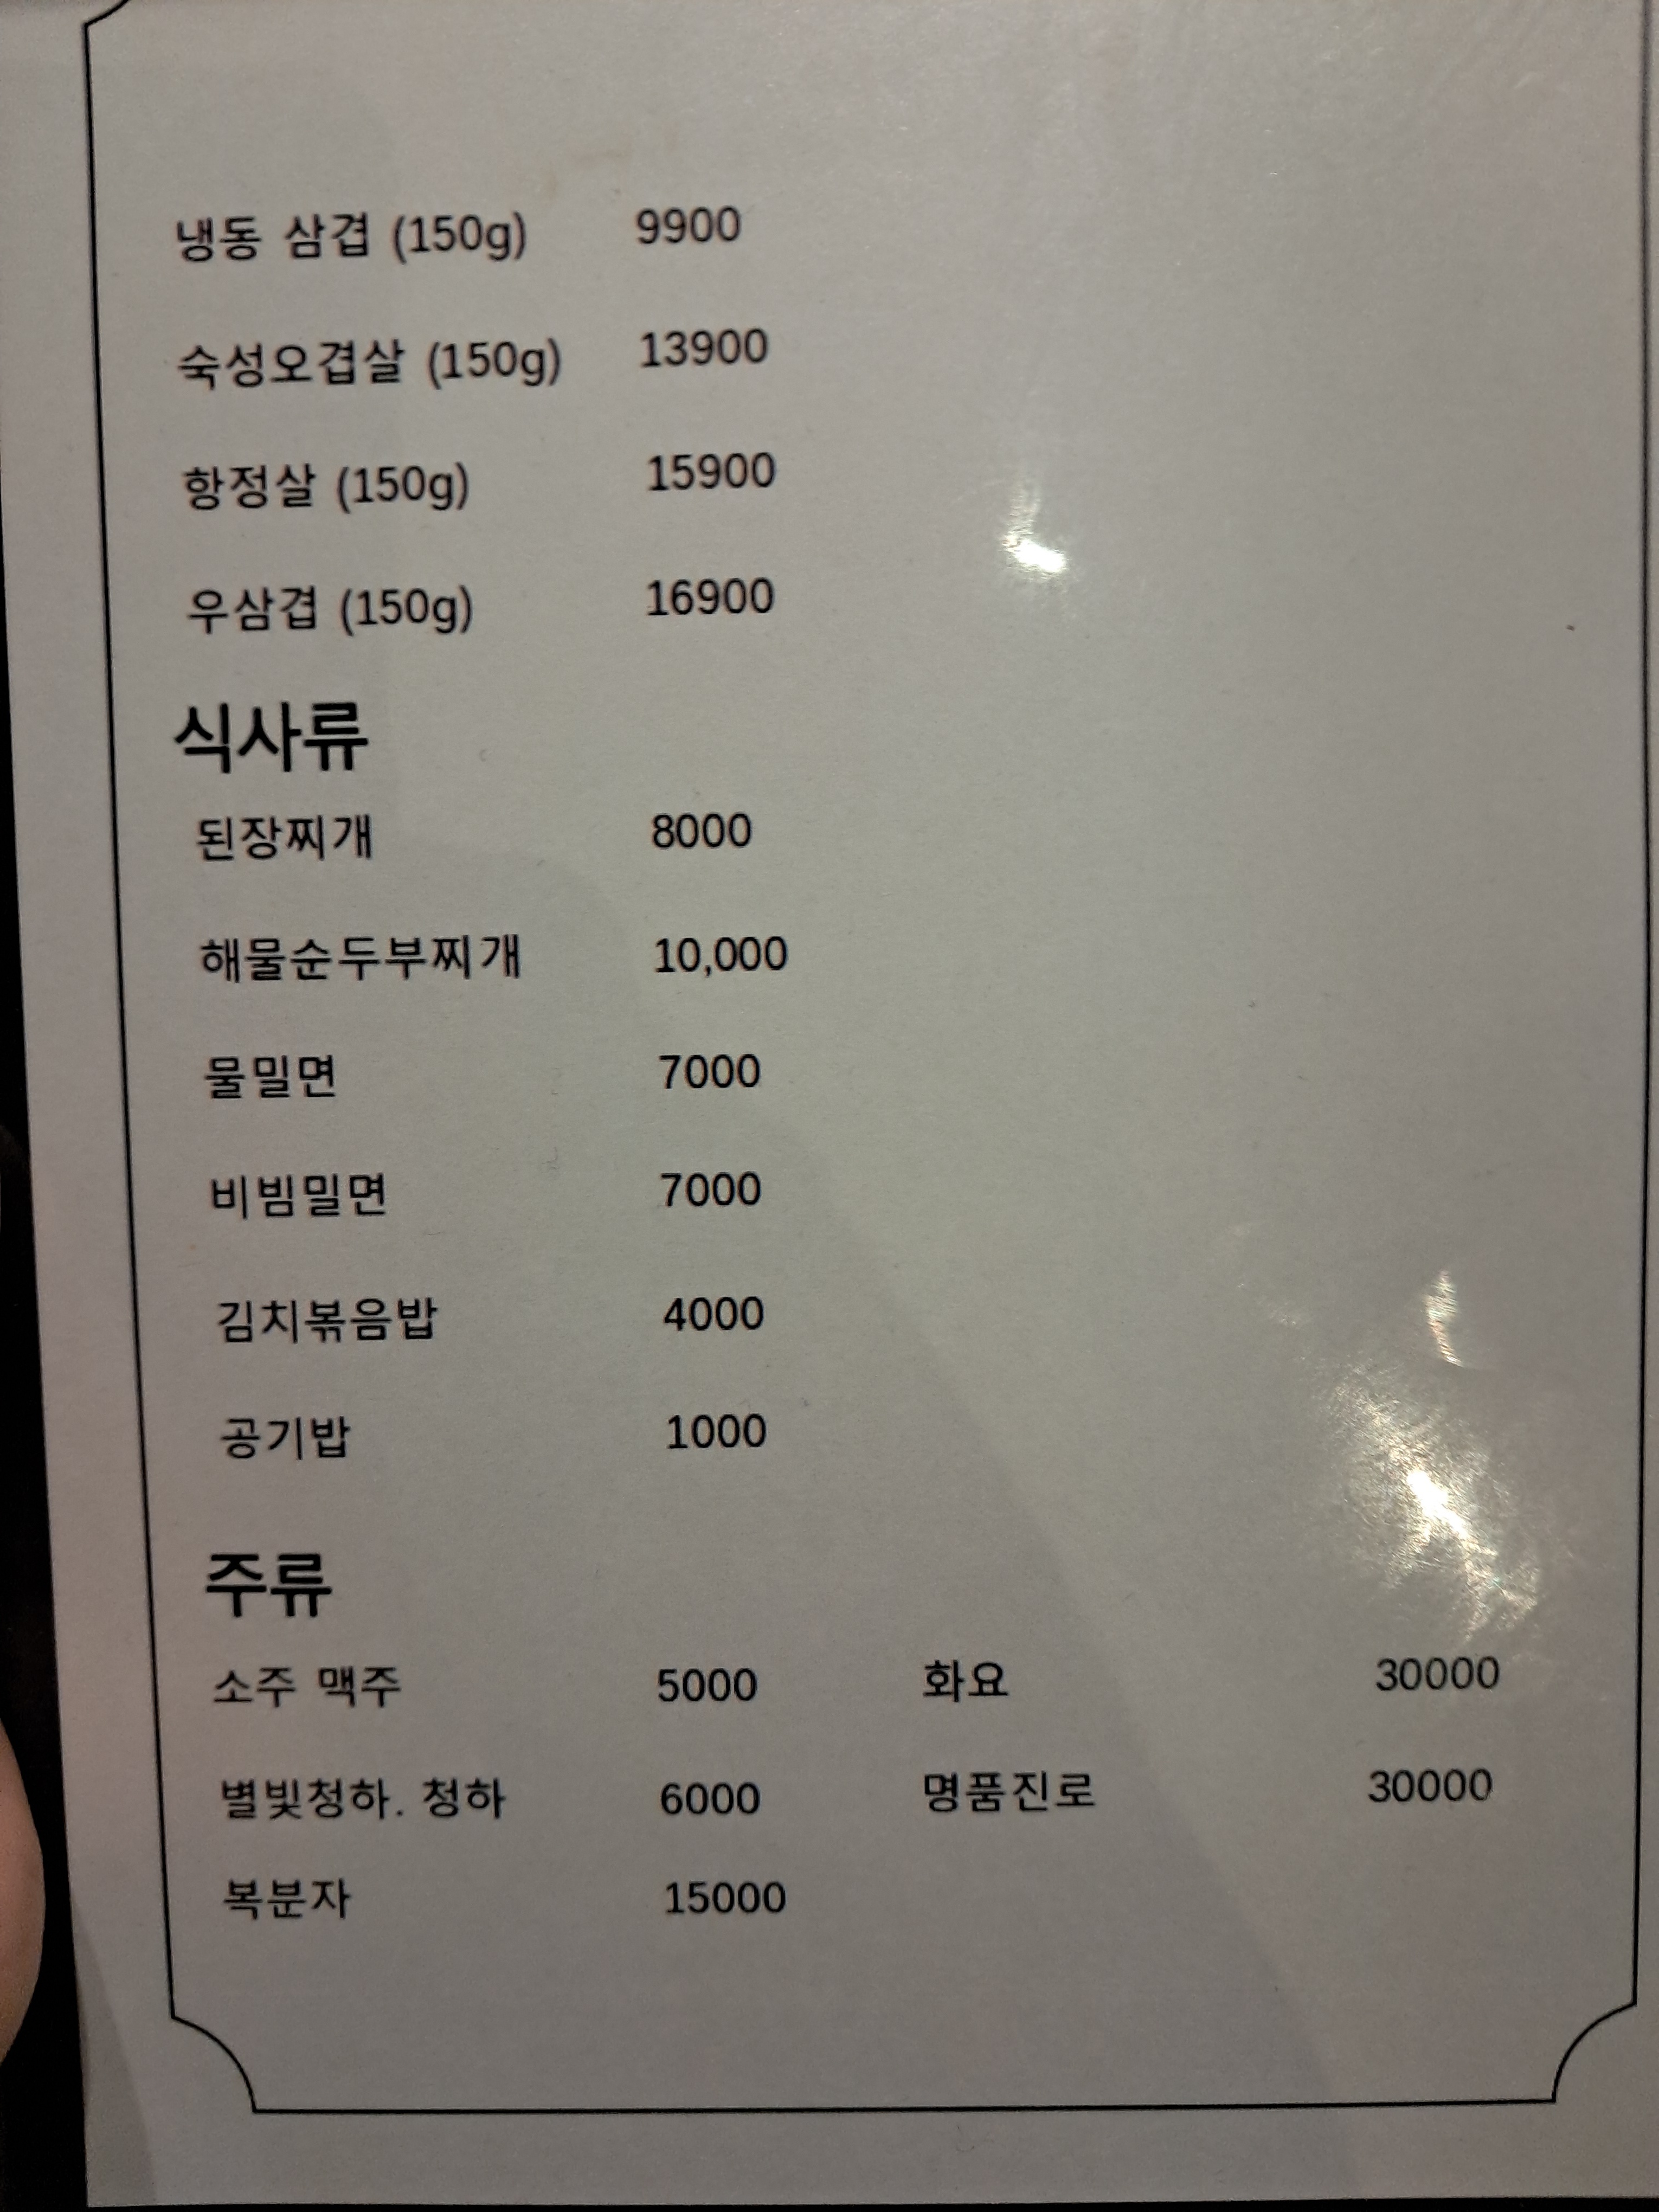 냉동 삼겹 (150g) 9900
숙성오겹살 (150g) 13900
항정살 (150g) 15900
우삼겹 (150g) 16900
식사류
된장찌개 8000
해물순두부찌개 10,000
물밀면 7000
비빔밀면 7000
김치볶음밥 4000
공기밥 1000
주류
소주 맥주 5000 화요 30000
별빛청하. 청하 6000 명품진로 30000
복분자 15000